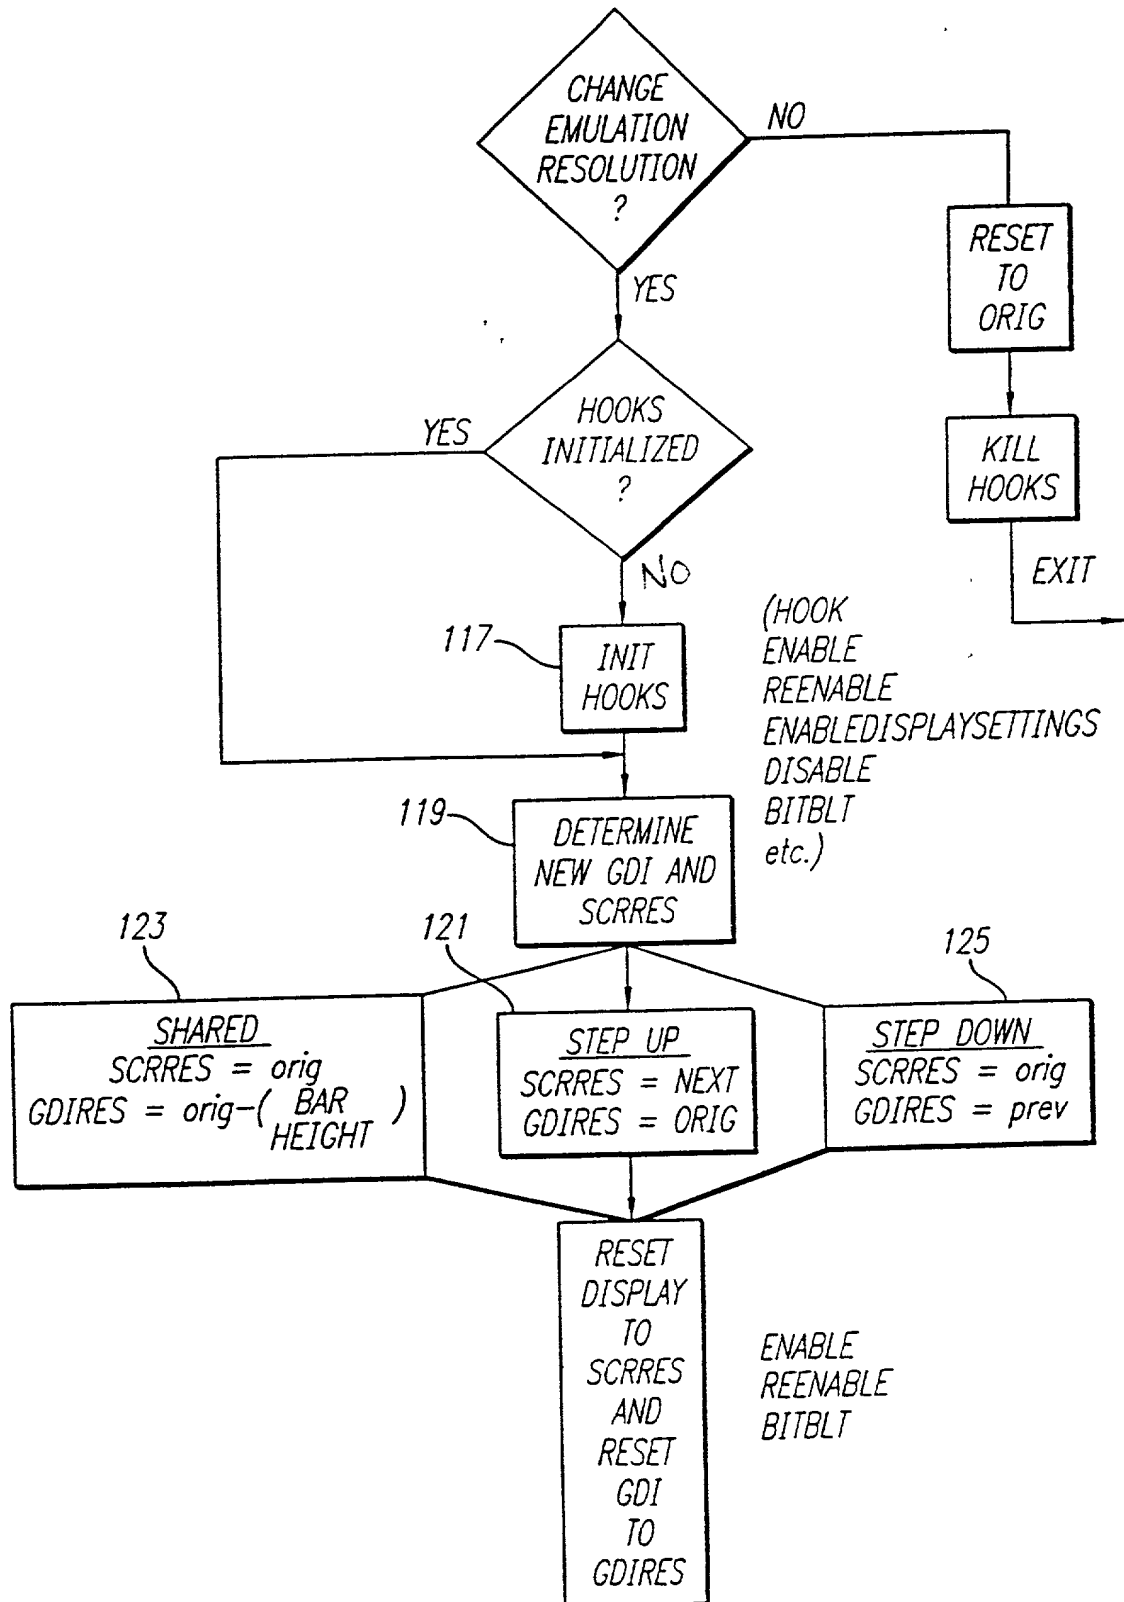 CHANGE
EMULATION
RESOLUTION
?
NO
YES
RESET
TO
ORIG
HOOKS
INITIALIZED
?
YES
NO
KILL
HOOKS
EXIT
117
INIT
HOOKS
(HOOK
ENABLE
REENABLE
ENABLEDISPLAYSETTINGS
DISABLE
BITBLT
etc.)
119
DETERMINE
NEW GDI AND
SCRRES
123
SHARED
SCRRES = orig
GDIRES = orig-( BAR
HEIGHT )
121
STEP UP
SCRRES = NEXT
GDIRES = ORIG
125
STEP DOWN
SCRRES = orig
GDIRES = prev
RESET
DISPLAY
TO
SCRRES
AND
RESET
GDI
TO
GDIRES
ENABLE
REENABLE
BITBLT